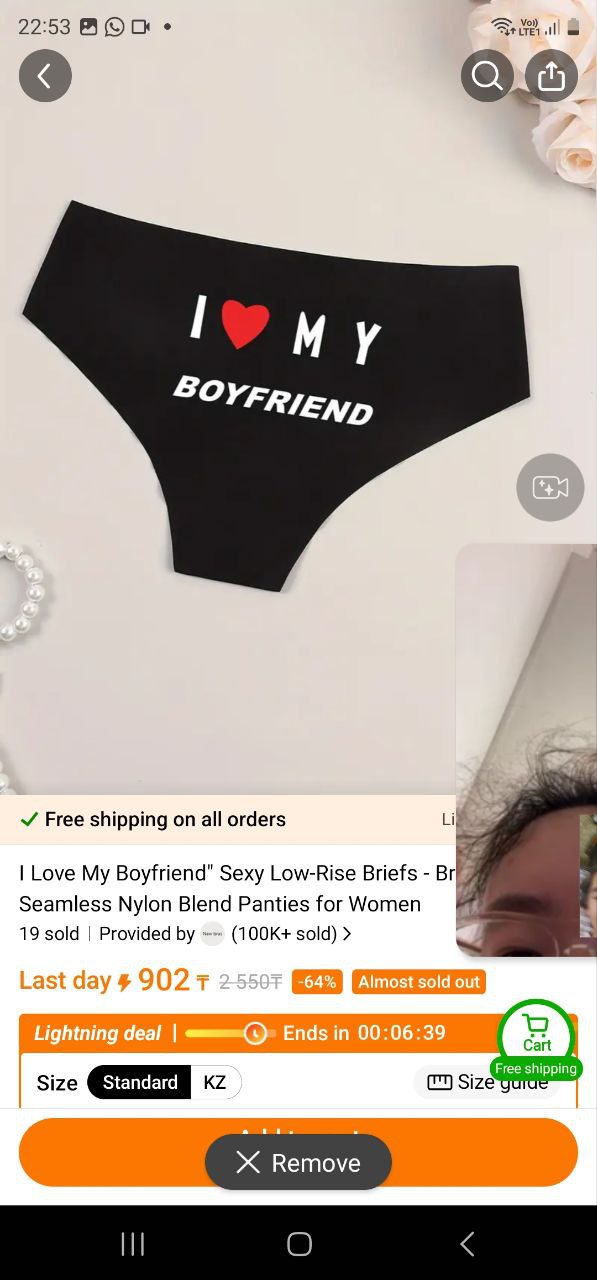 22:53
Vo))
LTE1
I ❤ MY
BOYFRIEND
Free shipping on all orders
I Love My Boyfriend" Sexy Low-Rise Briefs - Br
Seamless Nylon Blend Panties for Women
19 sold | Provided by (100K+ sold) >
Last day 902 ₸ 2 550₸ -64% Almost sold out
Lightning deal | Ends in 00:06:39
Cart
Free shipping
Size Standard KZ Size guide
Remove